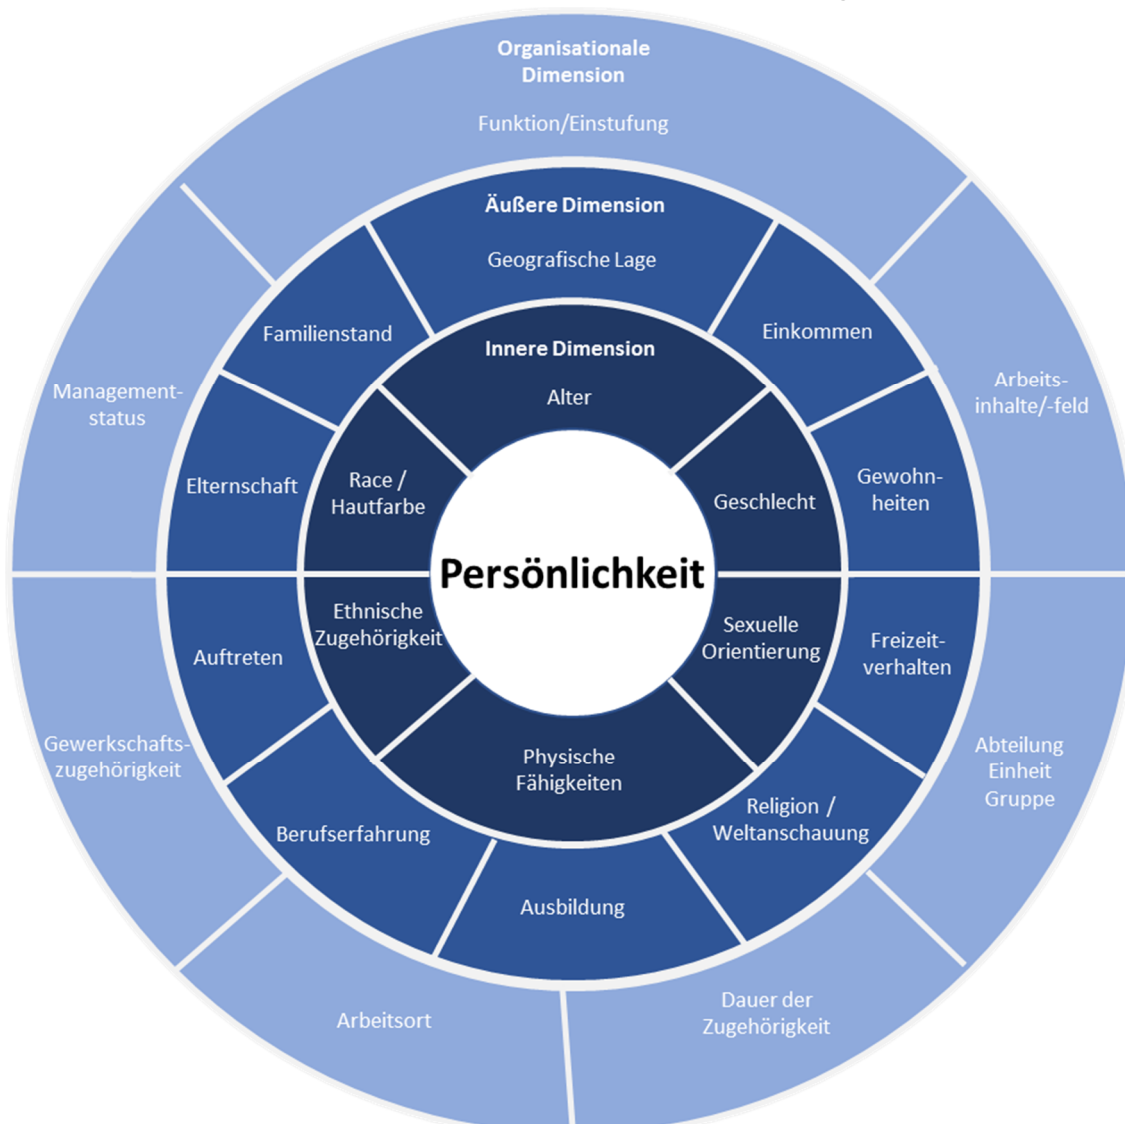 Organisationale
Dimension
Funktion/Einstufung
Äußere Dimension
Geografische Lage
Familienstand
Einkommen
Innere Dimension
Alter
Management-
status
Arbeits-
inhalte/-feld
Elternschaft
Race /
Hautfarbe
Geschlecht
Gewohn-
heiten
Persönlichkeit
Ethnische
Zugehörigkeit
Sexuelle
Orientierung
Auftreten
Freizeit-
verhalten
Gewerkschafts-
zugehörigkeit
Physische
Fähigkeiten
Abteilung
Einheit
Gruppe
Berufserfahrung
Religion /
Weltanschauung
Ausbildung
Arbeitsort
Dauer der
Zugehörigkeit